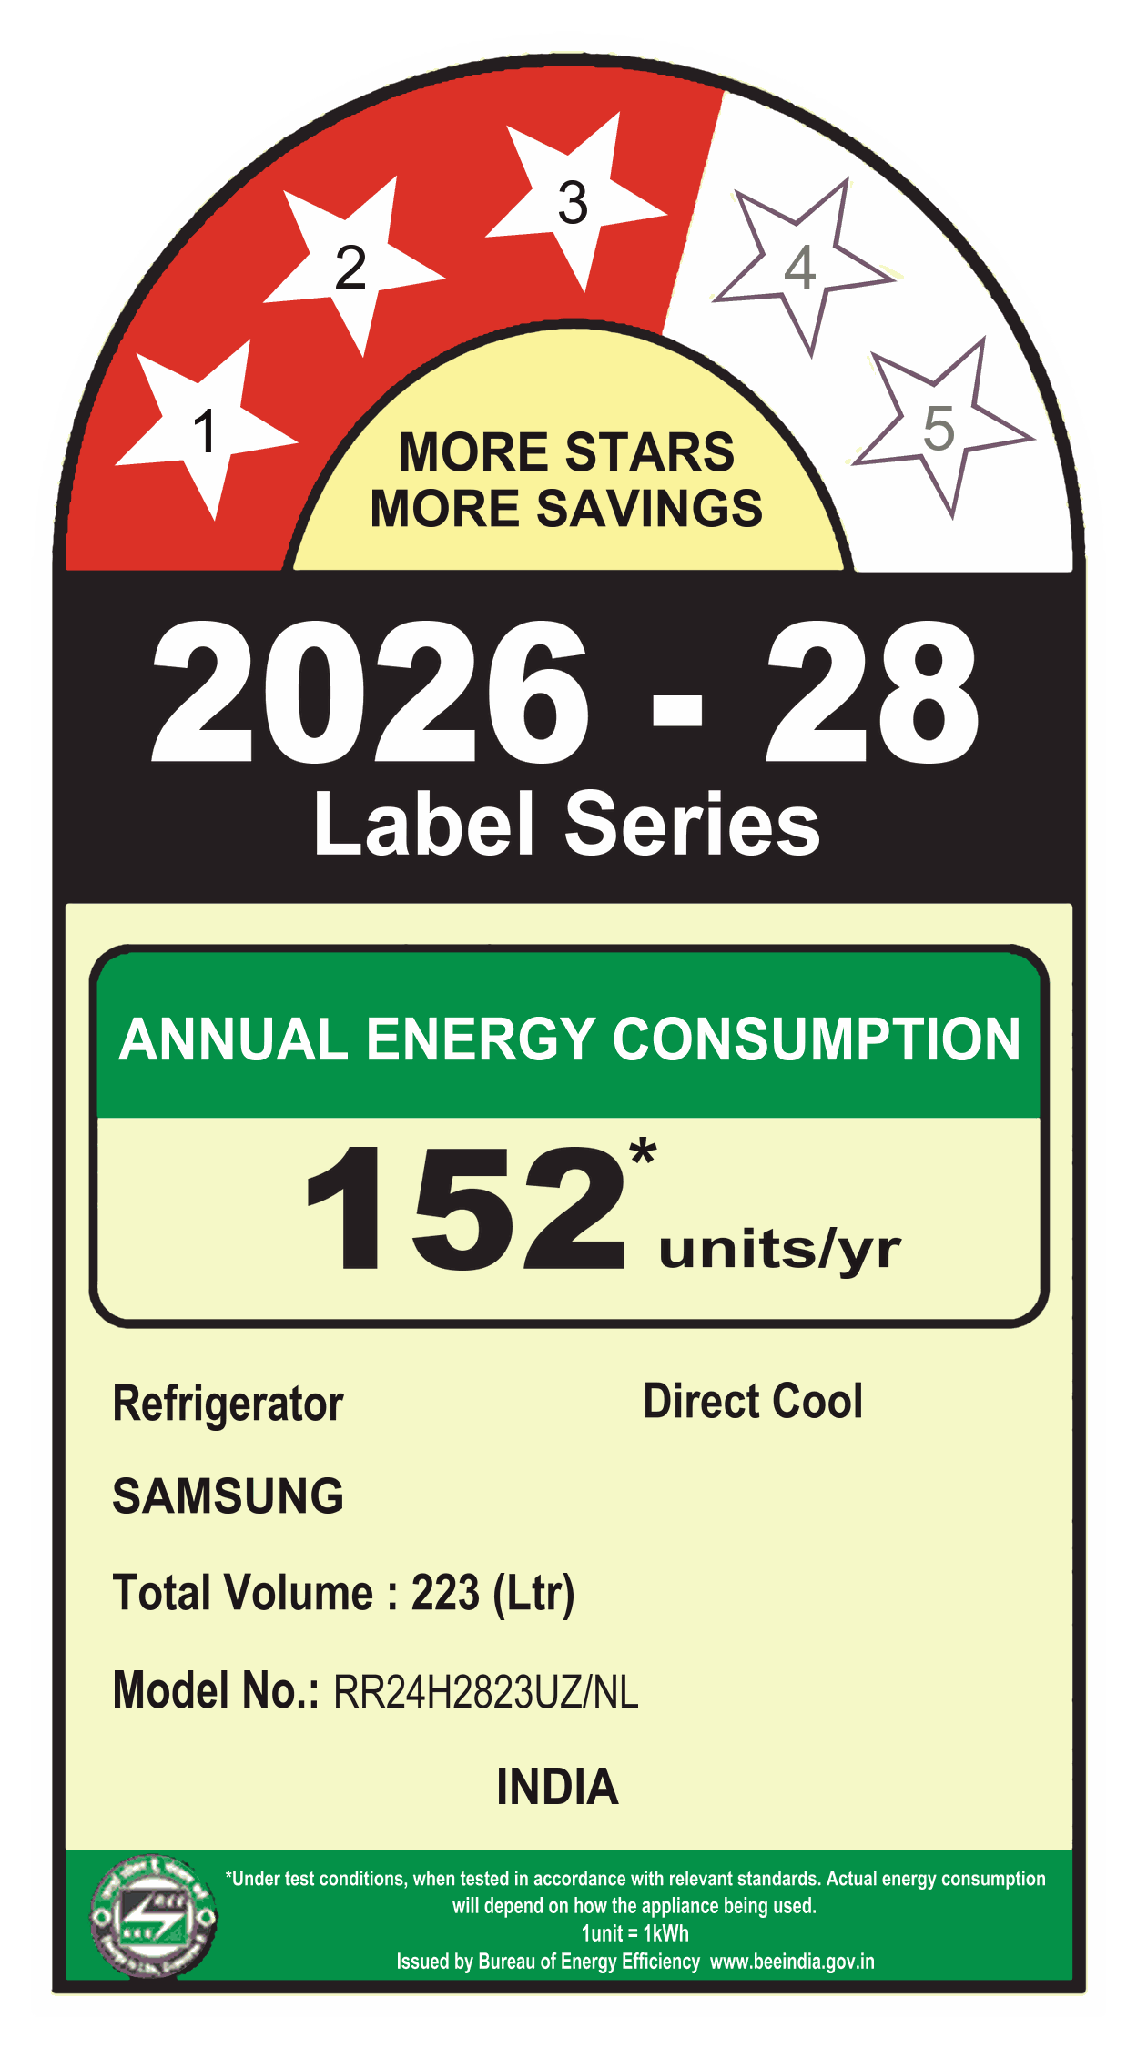 1
2
3
4
5
MORE STARS
MORE SAVINGS
2026 - 28
Label Series
ANNUAL ENERGY CONSUMPTION
152* units/yr
Refrigerator Direct Cool
SAMSUNG
Total Volume : 223 (Ltr)
Model No.: RR24H2823UZ/NL
INDIA
*Under test conditions, when tested in accordance with relevant standards. Actual energy consumption
will depend on how the appliance being used.
1unit = 1kWh
Issued by Bureau of Energy Efficiency www.beeindia.gov.in